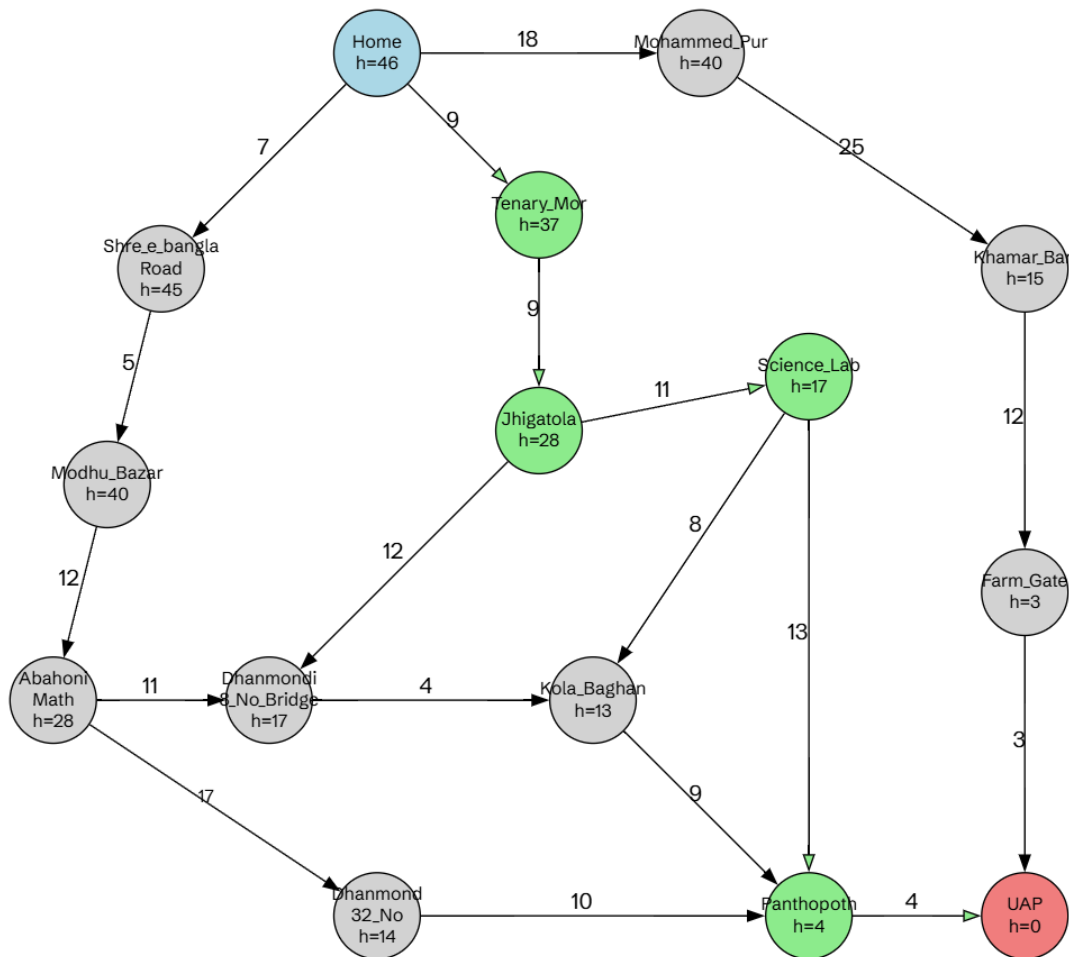 Home
h=46
18
Mohammed_Pur
h=40
9
7
25
Tenary_Mor
h=37
Shre_e_bangla
Road
h=45
Khamar_Bar
h=15
9
5
Science_Lab
h=17
11
Jhigatola
h=28
12
Modhu_Bazar
h=40
8
12
12
Farm_Gate
h=3
13
Abahoni
Math
h=28
11
Dhanmondi
8_No_Bridge
h=17
4
Kola_Baghan
h=13
3
17
9
Dhanmond
32_No
h=14
10
Panthopoth
h=4
4
UAP
h=0